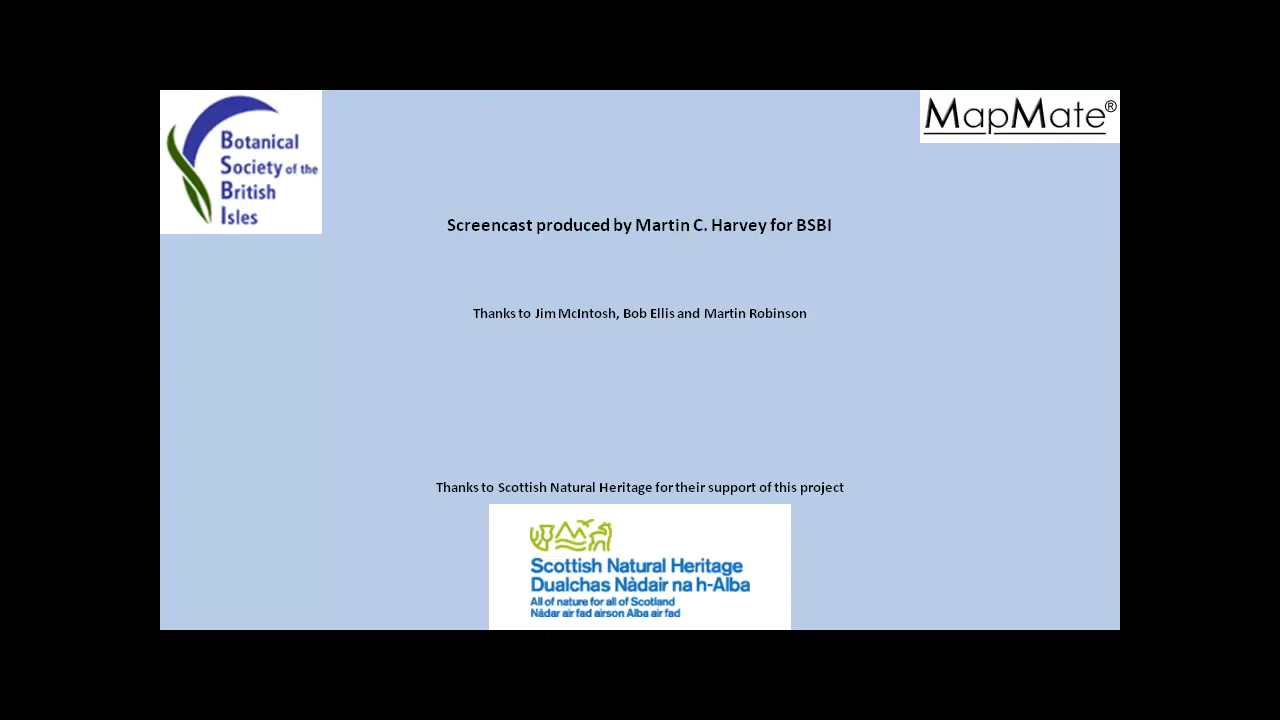 Botanical
Society of the
British
Isles
MapMate®
Screencast produced by Martin C. Harvey for BSBI
Thanks to Jim McIntosh, Bob Ellis and Martin Robinson
Thanks to Scottish Natural Heritage for their support of this project
Scottish Natural Heritage
Dualchas Nàdair na h-Alba
All of nature for all of Scotland
Nàdar air fad airson Alba air fad